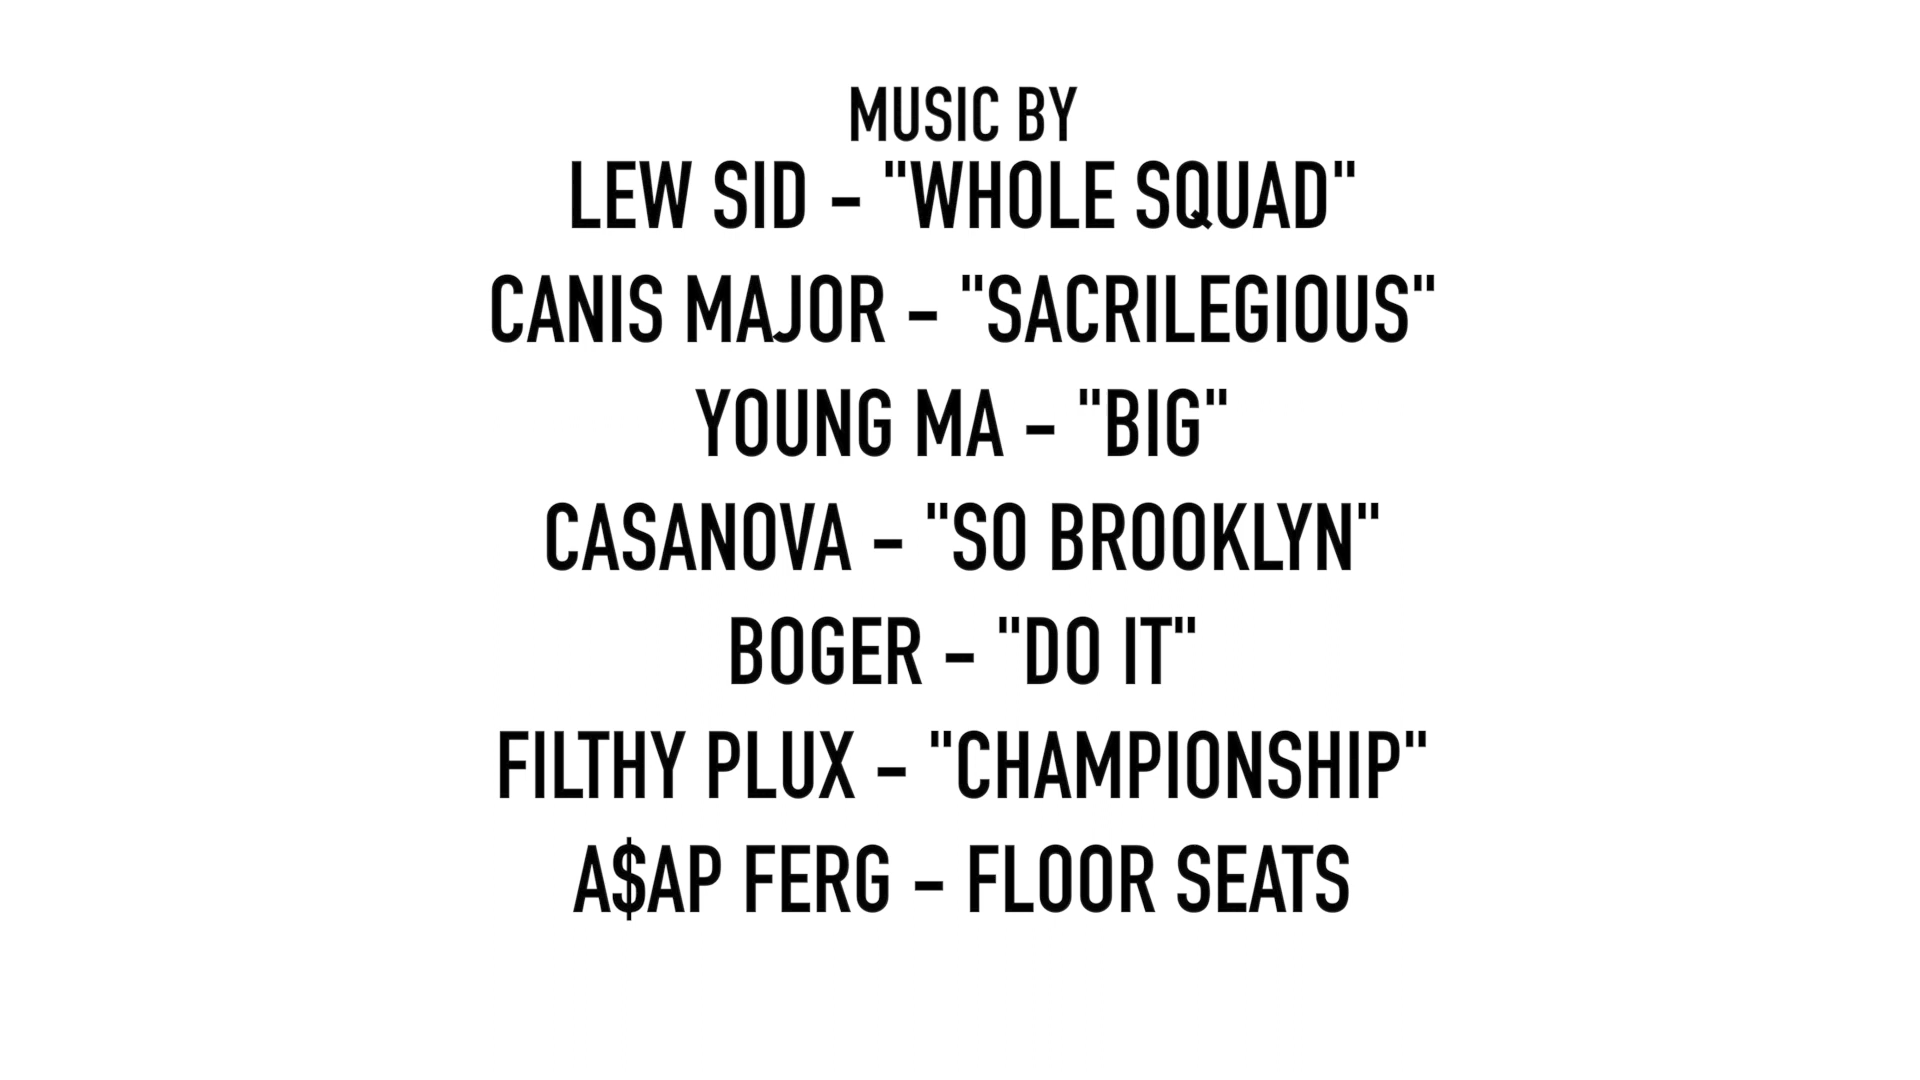 MUSIC BY
LEW SID - "WHOLE SQUAD"
CANIS MAJOR - "SACRILEGIOUS"
YOUNG MA - "BIG"
CASANOVA - "SO BROOKLYN"
BOGER - "DO IT"
FILTHY PLUX - "CHAMPIONSHIP"
A$AP FERG - FLOOR SEATS